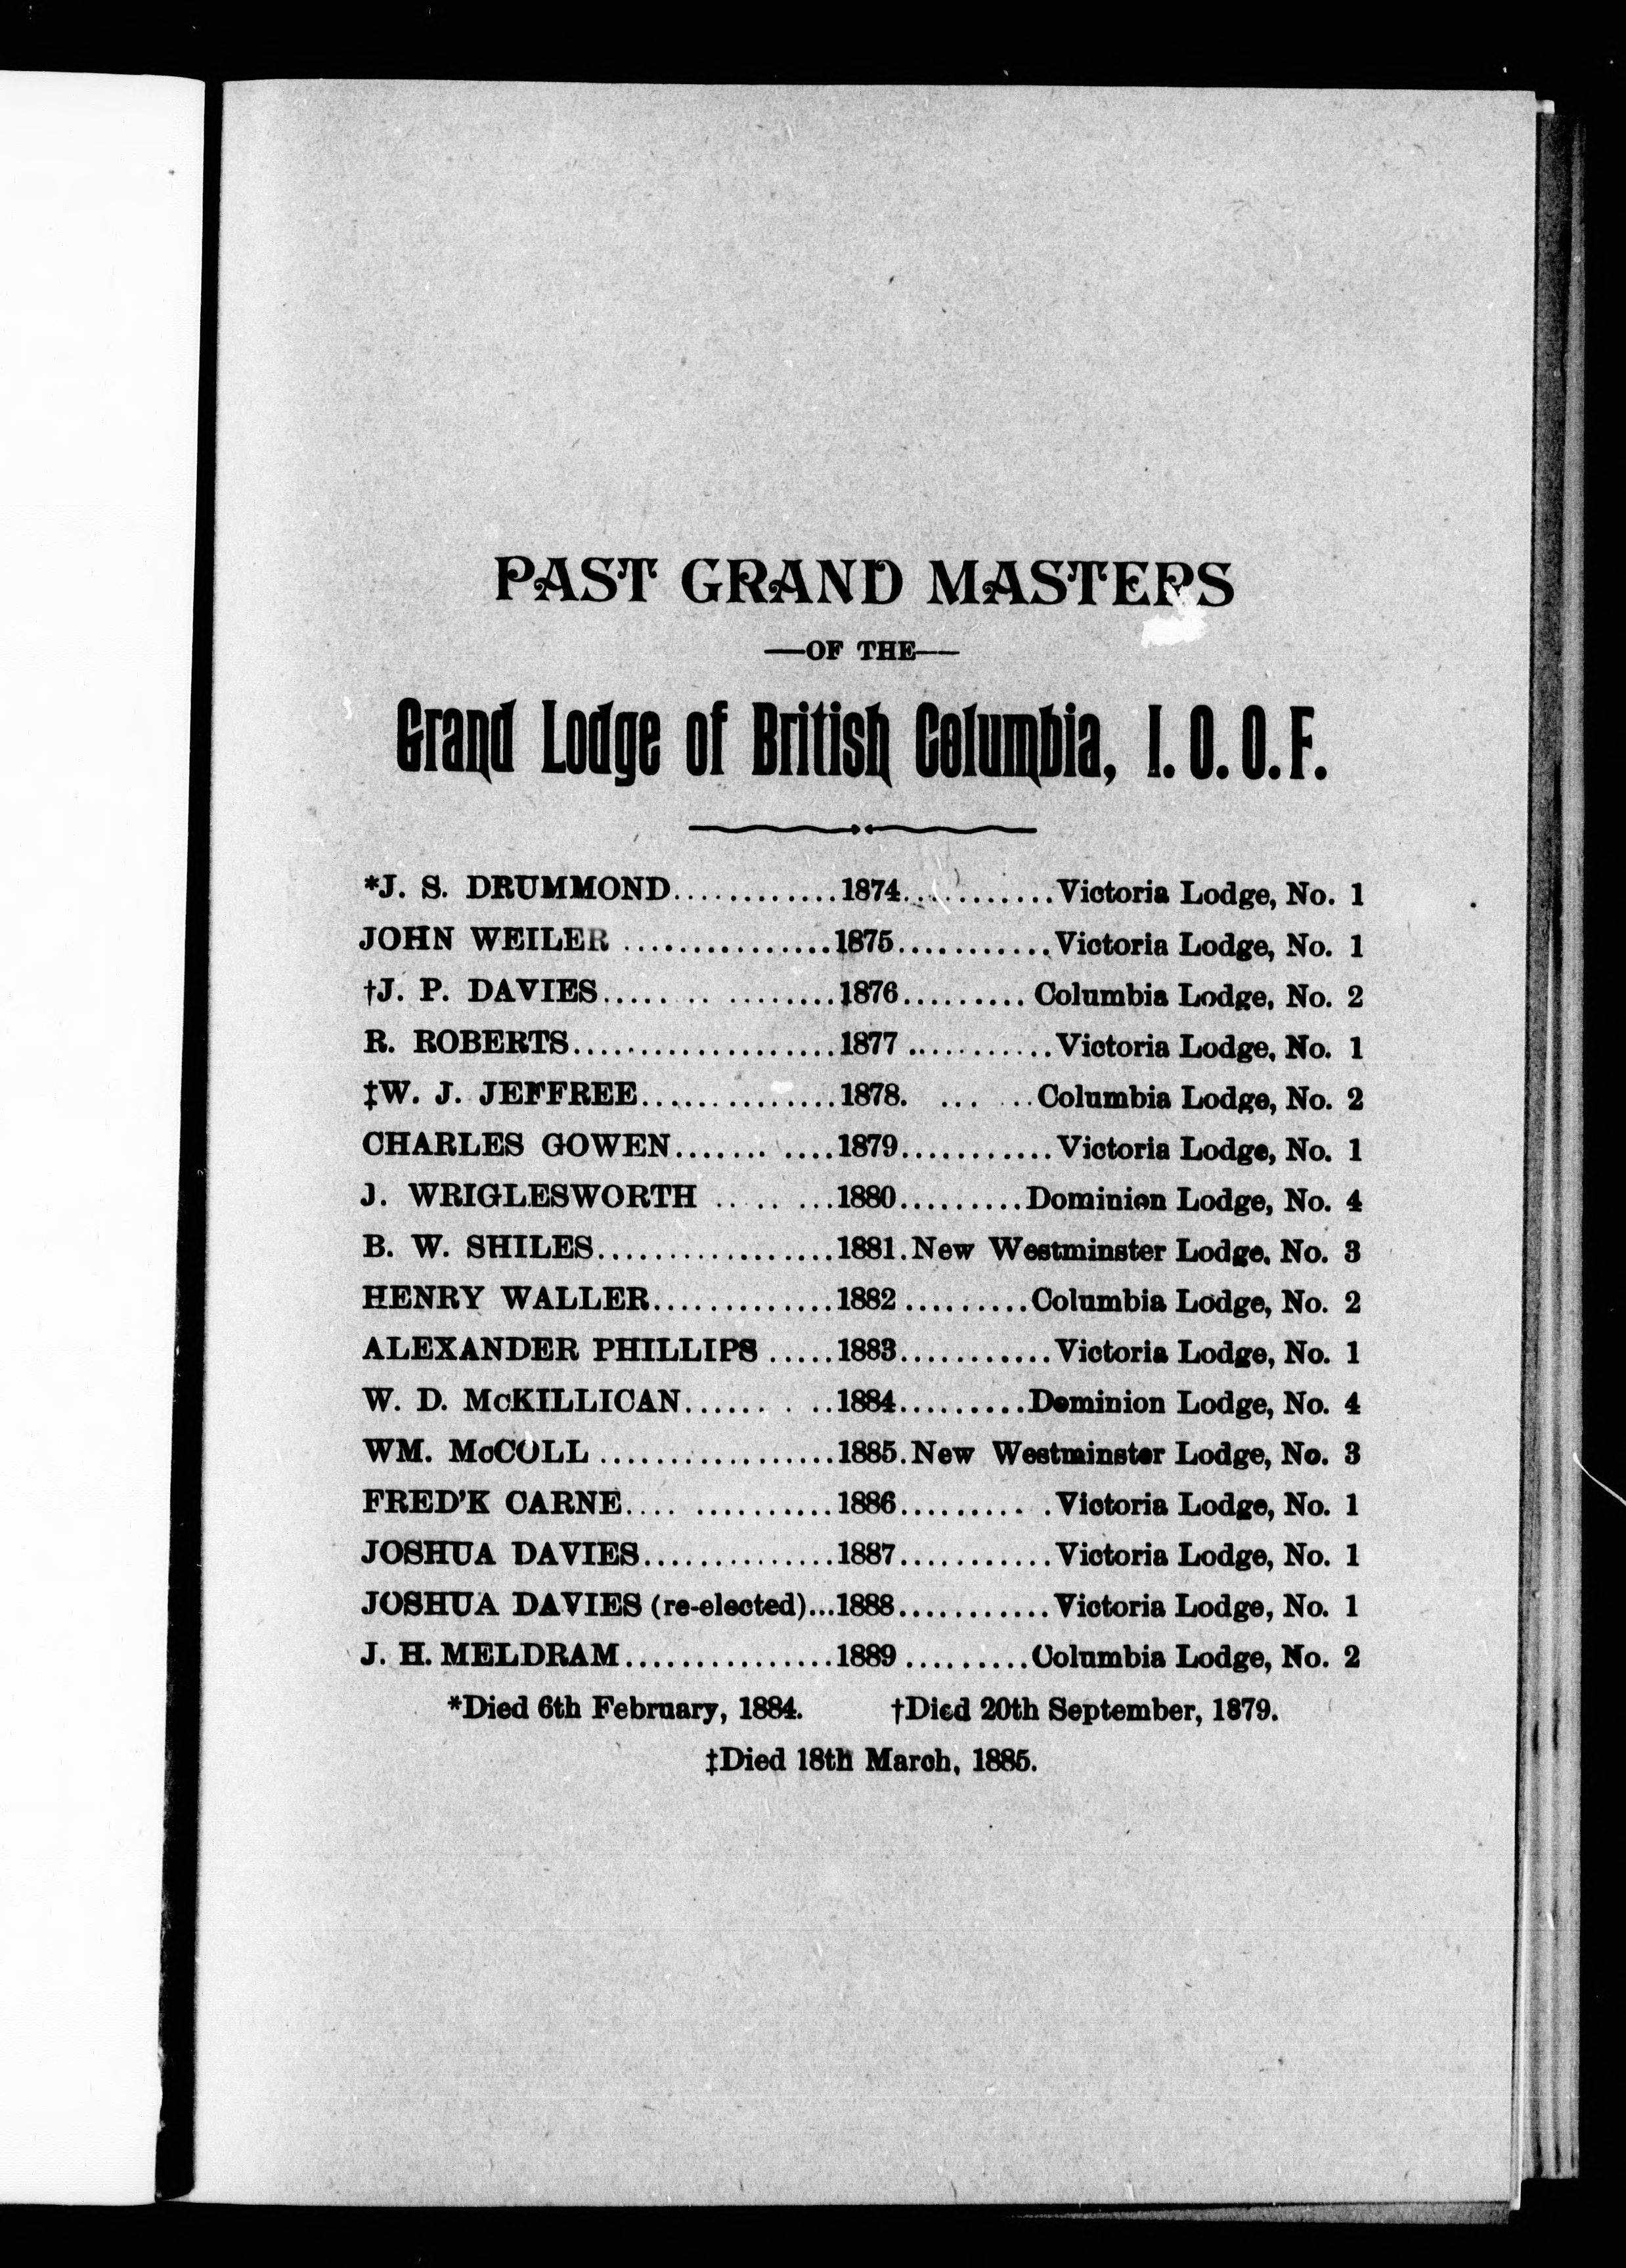 PAST GRAND MASTERS
—OF THE—
Grand Lodge of British Columbia, I. O. O. F.
*J. S. DRUMMOND............1874...........Victoria Lodge, No. 1
JOHN WEILER ...............1875...........Victoria Lodge, No. 1
†J. P. DAVIES...... ........1876......... Columbia Lodge, No. 2
R. ROBERTS...................1877 ..........Victoria Lodge, No. 1
‡W. J. JEFFREE..............1878. ... ..Columbia Lodge, No. 2
CHARLES GOWEN....... ....1879...........Victoria Lodge, No. 1
J. WRIGLESWORTH ..... ...1880.........Dominion Lodge, No. 4
B. W. SHILES.................1881.New Westminster Lodge, No. 3
HENRY WALLER.............1882 .........Columbia Lodge, No. 2
ALEXANDER PHILLIPS .....1883...........Victoria Lodge, No. 1
W. D. McKILLICAN...... . ..1884.........Dominion Lodge, No. 4
WM. McCOLL .................1885.New Westminster Lodge, No. 3
FRED'K CARNE.... ..........1886......... .Victoria Lodge, No. 1
JOSHUA DAVIES..............1887...........Victoria Lodge, No. 1
JOSHUA DAVIES (re-elected)...1888...........Victoria Lodge, No. 1
J. H. MELDRAM...............1889 .........Columbia Lodge, No. 2
*Died 6th February, 1884. †Died 20th September, 1879.
‡Died 18th March, 1885.